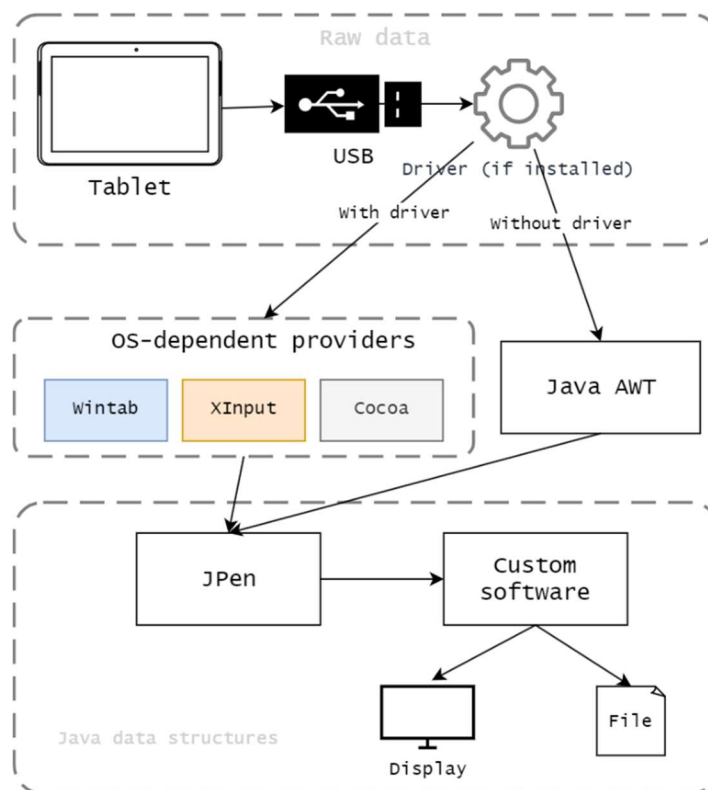 Raw data
USB
Tablet
Driver (if installed)
With driver
Without driver
OS-dependent providers
Wintab
XInput
Cocoa
Java AWT
JPen
Custom
software
File
Java data structures
Display